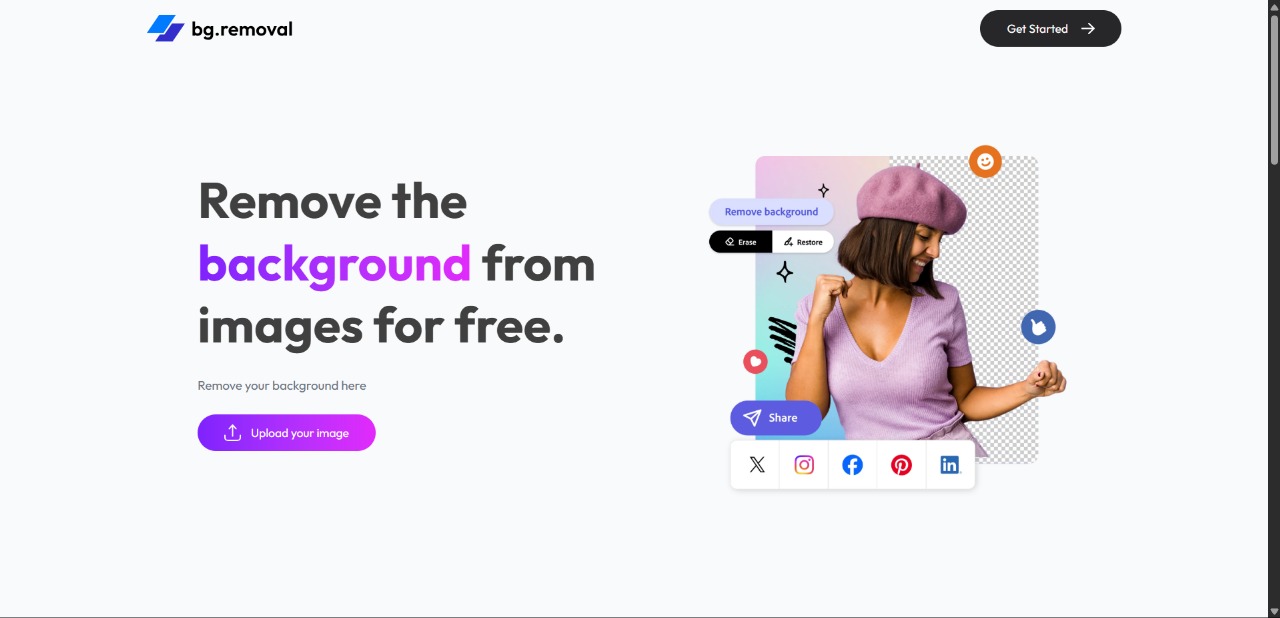 bg.removal
Get Started
Remove the
background from
images for free.
Remove your background here
Upload your image
Remove background
Erase
Restore
Share